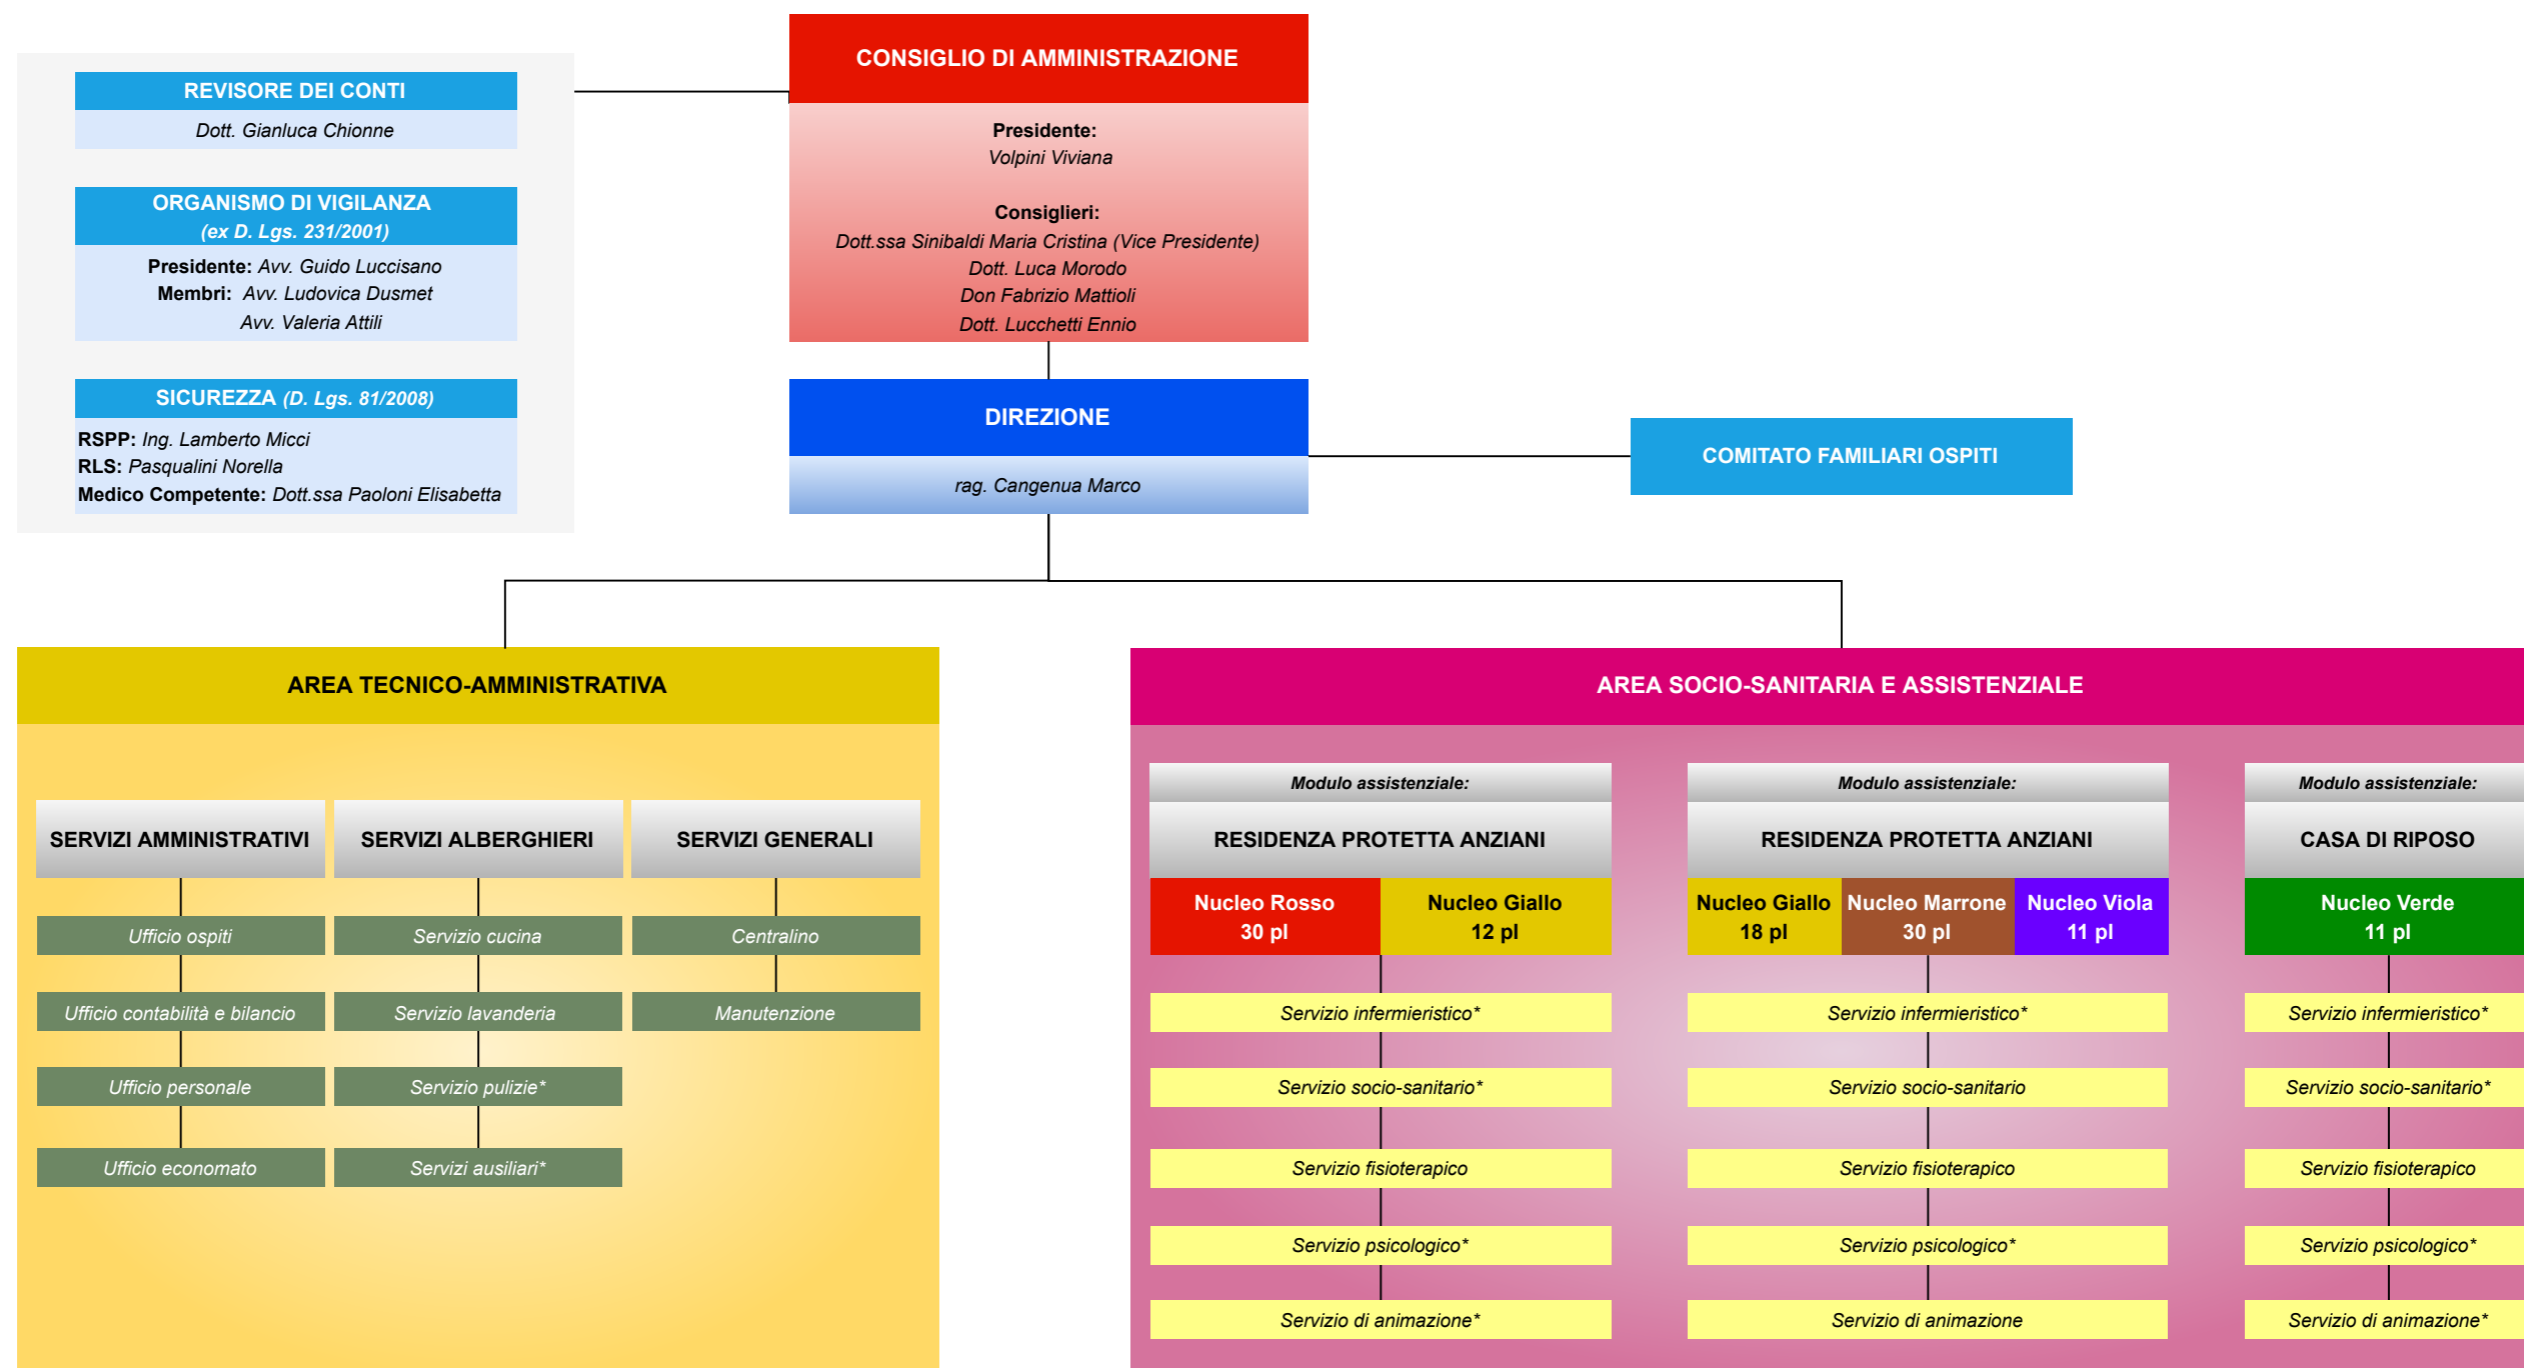 CONSIGLIO DI AMMINISTRAZIONE
Presidente:
Volpini Viviana
Consiglieri:
Dott.ssa Sinibaldi Maria Cristina (Vice Presidente)
Dott. Luca Morodo
Don Fabrizio Mattioli
Dott. Lucchetti Ennio
REVISORE DEI CONTI
Dott. Gianluca Chionne
ORGANISMO DI VIGILANZA
(ex D. Lgs. 231/2001)
Presidente: Avv. Guido Luccisano
Membri: Avv. Ludovica Dusmet
Avv. Valeria Attili
SICUREZZA (D. Lgs. 81/2008)
RSPP: Ing. Lamberto Micci
RLS: Pasqualini Norella
Medico Competente: Dott.ssa Paoloni Elisabetta
DIREZIONE
rag. Cangenua Marco
COMITATO FAMILIARI OSPITI
AREA TECNICO-AMMINISTRATIVA
SERVIZI AMMINISTRATIVI
Ufficio ospiti
Ufficio contabilità e bilancio
Ufficio personale
Ufficio economato
SERVIZI ALBERGHIERI
Servizio cucina
Servizio lavanderia
Servizio pulizie*
Servizi ausiliari*
SERVIZI GENERALI
Centralino
Manutenzione
AREA SOCIO-SANITARIA E ASSISTENZIALE
Modulo assistenziale:
RESIDENZA PROTETTA ANZIANI
Nucleo Rosso
30 pl
Nucleo Giallo
12 pl
Servizio infermieristico*
Servizio socio-sanitario*
Servizio fisioterapico
Servizio psicologico*
Servizio di animazione*
Modulo assistenziale:
RESIDENZA PROTETTA ANZIANI
Nucleo Giallo
18 pl
Nucleo Marrone
30 pl
Nucleo Viola
11 pl
Servizio infermieristico*
Servizio socio-sanitario
Servizio fisioterapico
Servizio psicologico*
Servizio di animazione
Modulo assistenziale:
CASA DI RIPOSO
Nucleo Verde
11 pl
Servizio infermieristico*
Servizio socio-sanitario*
Servizio fisioterapico
Servizio psicologico*
Servizio di animazione*